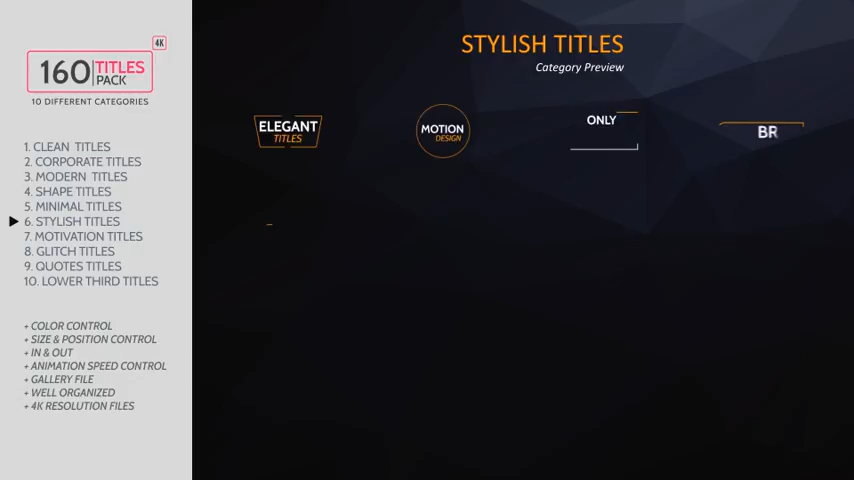 4K
160 TITLES PACK
10 DIFFERENT CATEGORIES
1. CLEAN TITLES
2. CORPORATE TITLES
3. MODERN TITLES
4. SHAPE TITLES
5. MINIMAL TITLES
6. STYLISH TITLES
7. MOTIVATION TITLES
8. GLITCH TITLES
9. QUOTES TITLES
10. LOWER THIRD TITLES
+ COLOR CONTROL
+ SIZE & POSITION CONTROL
+ IN & OUT
+ ANIMATION SPEED CONTROL
+ GALLERY FILE
+ WELL ORGANIZED
+ 4K RESOLUTION FILES
STYLISH TITLES
Category Preview
ELEGANT
TITLES
MOTION
DESIGN
ONLY
BR